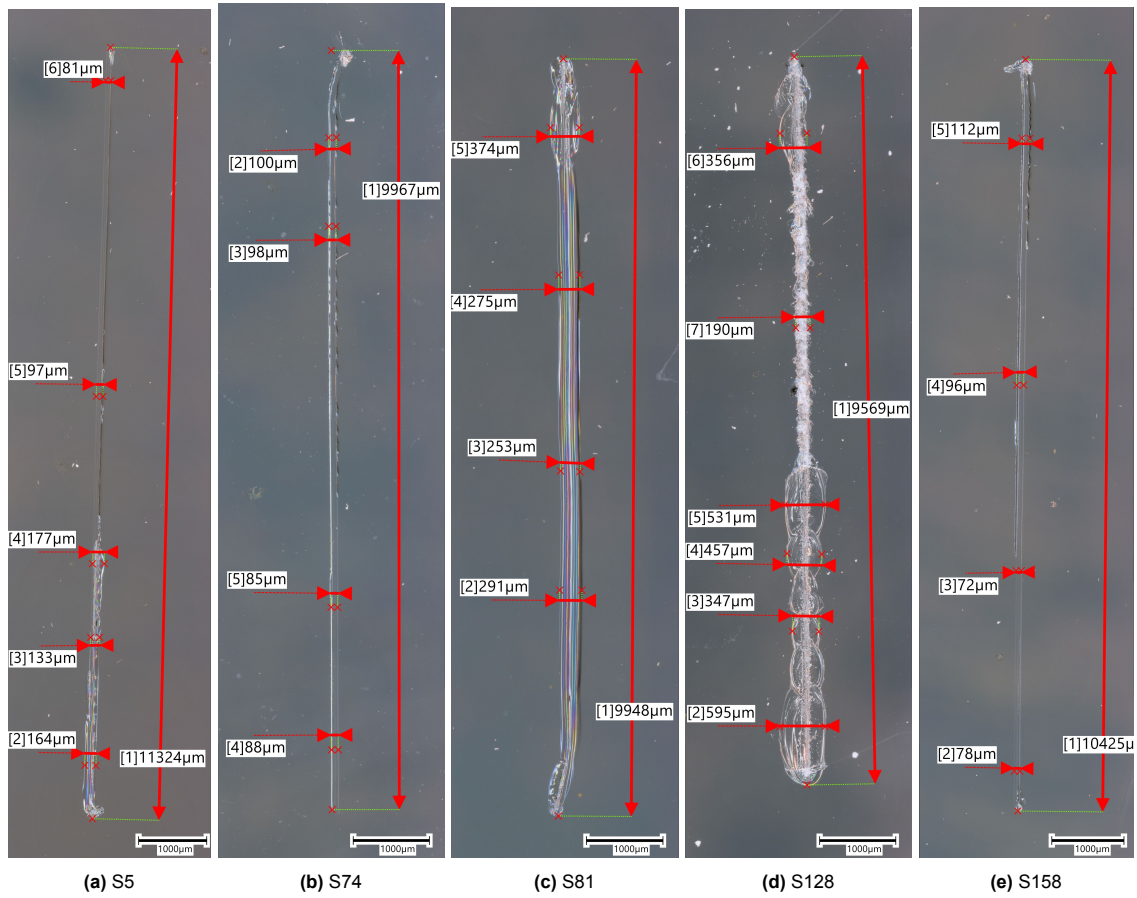 [6]81µm
[5]97µm
[4]177µm
[3]133µm
[2]164µm
[1]11324µm
1000µm
(a) S5
[2]100µm
[1]9967µm
[3]98µm
[5]85µm
[4]88µm
1000µm
(b) S74
[5]374µm
[4]275µm
[3]253µm
[2]291µm
[1]9948µm
1000µm
(c) S81
[6]356µm
[7]190µm
[1]9569µm
[5]531µm
[4]457µm
[3]347µm
[2]595µm
1000µm
(d) S128
[5]112µm
[4]96µm
[3]72µm
[1]10425µ
[2]78µm
1000µm
(e) S158